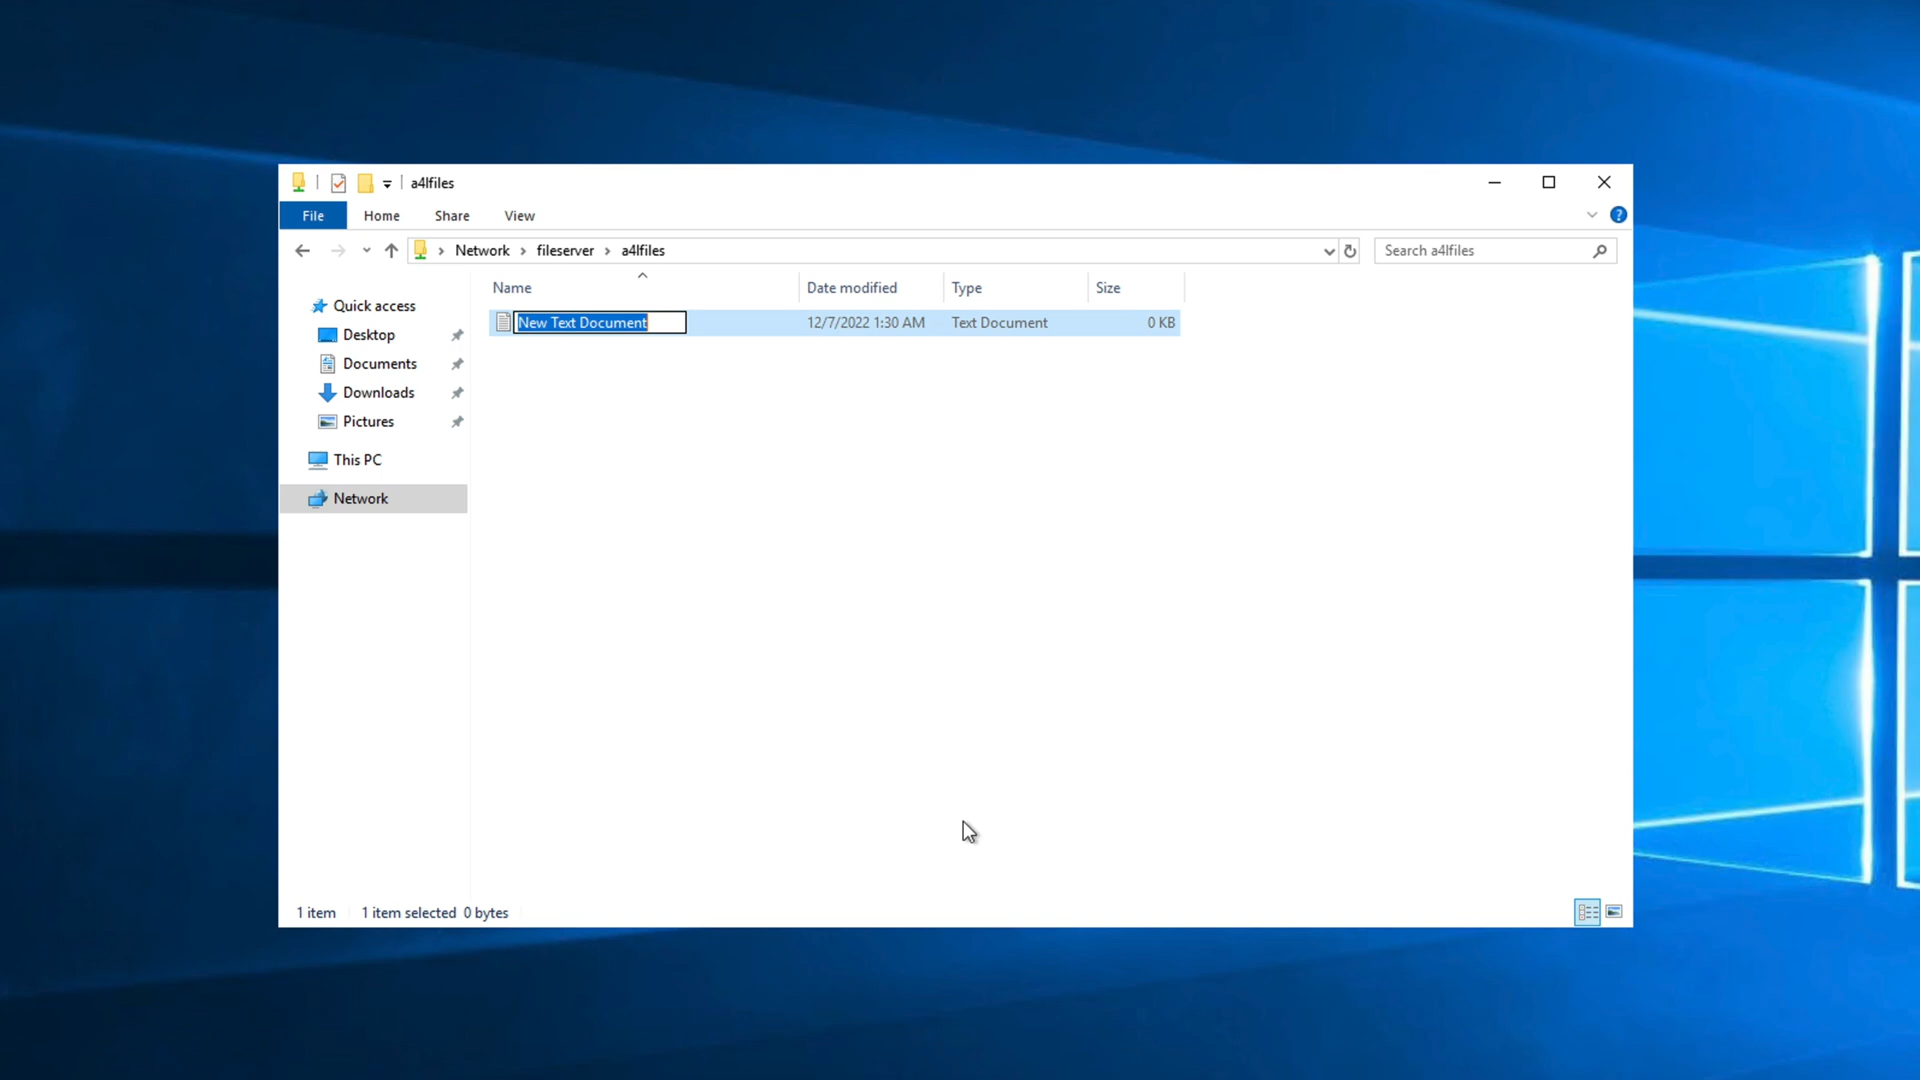 a4lfiles
File Home Share View
?
Network fileserver a4lfiles
Search a4lfiles
Name Date modified Type Size
New Text Document 12/7/2022 1:30 AM Text Document 0 KB
Quick access
Desktop
Documents
Downloads
Pictures
This PC
Network
1 item 1 item selected 0 bytes